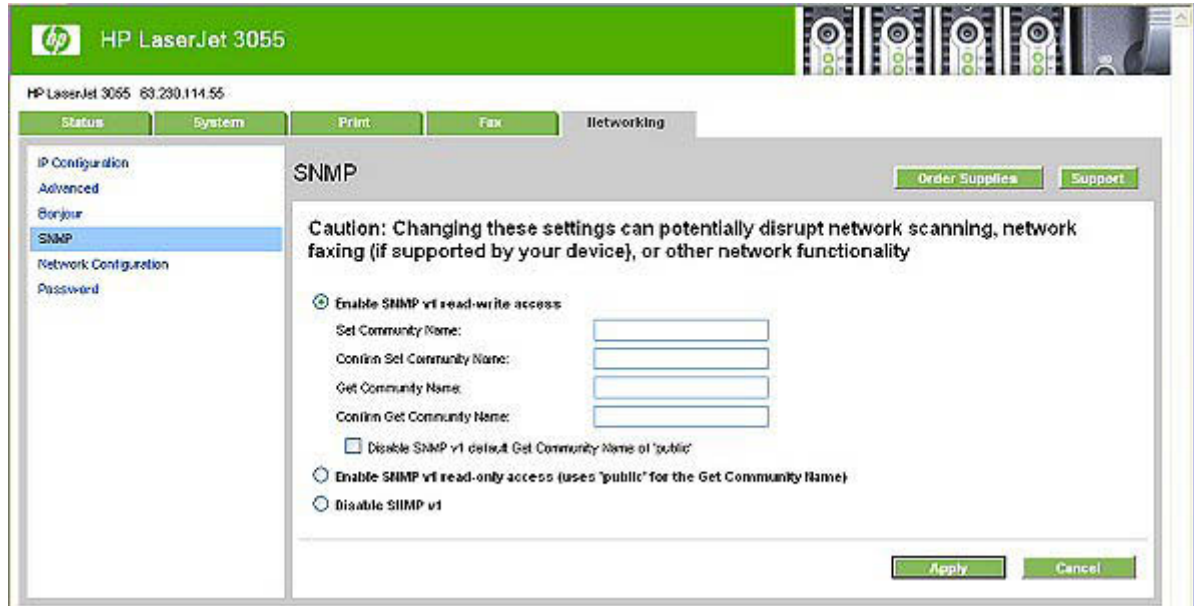 hp HP LaserJet 3055
HP LaserJet 3055 63.230.114.55
Status System Print Fax Networking
IP Configuration
Advanced
Bonjour
SNMP
Network Configuration
Password
SNMP
Order Supplies Support
Caution: Changing these settings can potentially disrupt network scanning, network
faxing (if supported by your device), or other network functionality
Enable SNMP v1 read-write access
Set Community Name:
Confirm Set Community Name:
Get Community Name:
Confirm Get Community Name:
Disable SNMP v1 default Get Community Name of "public"
Enable SNMP v1 read-only access (uses "public" for the Get Community Name)
Disable SNMP v1
Apply Cancel